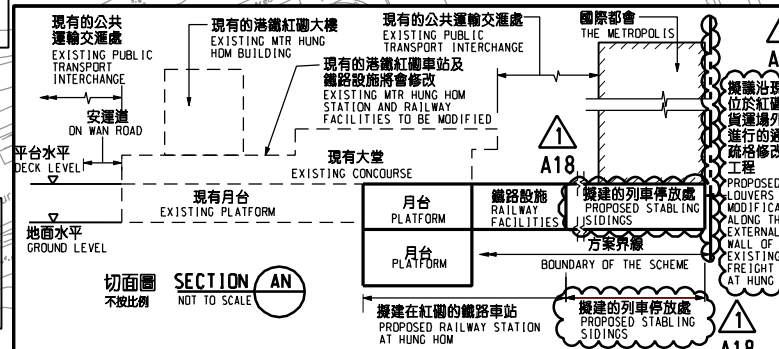 現有的公共
運輸交滙處
EXISTING PUBLIC
TRANSPORT
INTERCHANGE
現有的港鐵紅磡大樓
EXISTING MTR HUNG
HOM BUILDING
現有的公共運輸交滙處
EXISTING PUBLIC
TRANSPORT INTERCHANGE
國際都會
THE METROPOLIS
現有的港鐵紅磡車站及
鐵路設施將會修改
EXISTING MTR HUNG HOM
STATION AND RAILWAY
FACILITIES TO BE MODIFIED
安運道
ON WAN ROAD
平台水平
DECK LEVEL
現有大堂
EXISTING CONCOURSE
1
A18
現有月台
EXISTING PLATFORM
月台
PLATFORM
鐵路設施
RAILWAY
FACILITIES
擬建的列車停放處
PROPOSED STABLING
SIDINGS
擬議沿現
位於紅磡
貨運場外
進行的通
疏格修改
工程
PROPOSED
LOUVERS
MODIFICA
ALONG TH
EXTERNAL
WALL OF
EXISTING
FREIGHT
AT HUNG
地面水平
GROUND LEVEL
月台
PLATFORM
方案界線
BOUNDARY OF THE SCHEME
切面圖
不按比例
SECTION AN
NOT TO SCALE
擬建在紅磡的鐵路車站
PROPOSED RAILWAY STATION
AT HUNG HOM
擬建的列車停放處
PROPOSED STABLING
SIDINGS
1
A18